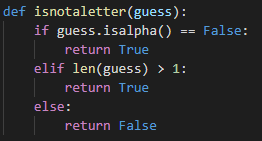 def isnotaletter(guess):
    if guess.isalpha() == False:
        return True
    elif len(guess) > 1:
        return True
    else:
        return False